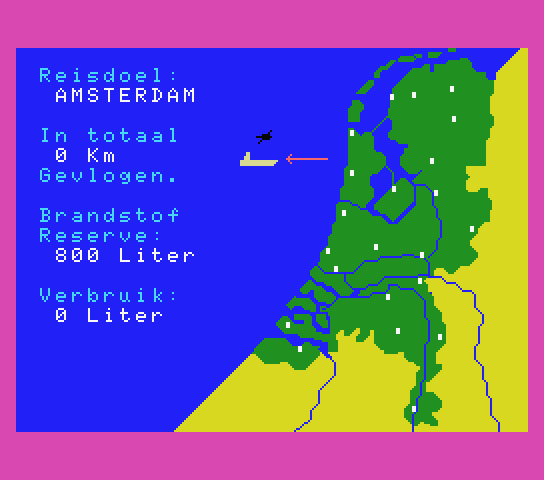 Reisdoel:
AMSTERDAM
In totaal
0 Km
Gevlogen.
Brandstof
Reserve:
800 Liter
Verbruik:
0 Liter